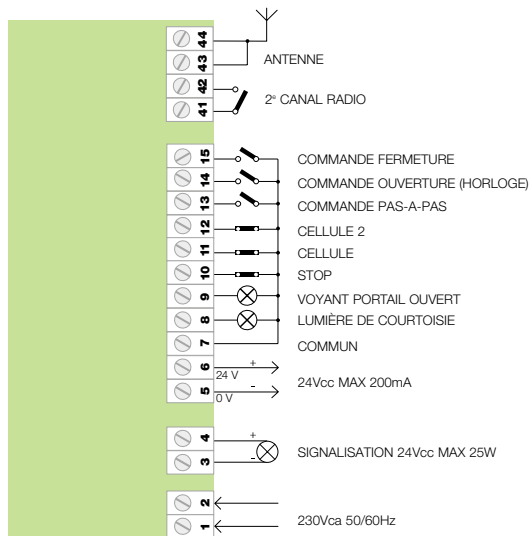 44
43 ANTENNE
42
41 2e CANAL RADIO
15 COMMANDE FERMETURE
14 COMMANDE OUVERTURE (HORLOGE)
13 COMMANDE PAS-A-PAS
12 CELLULE 2
11 CELLULE
10 STOP
9 VOYANT PORTAIL OUVERT
8 LUMIÈRE DE COURTOISIE
7 COMMUN
6 24 V +
24Vcc MAX 200mA
5 0 V -
4 +
SIGNALISATION 24Vcc MAX 25W
3 -
2
230Vca 50/60Hz
1